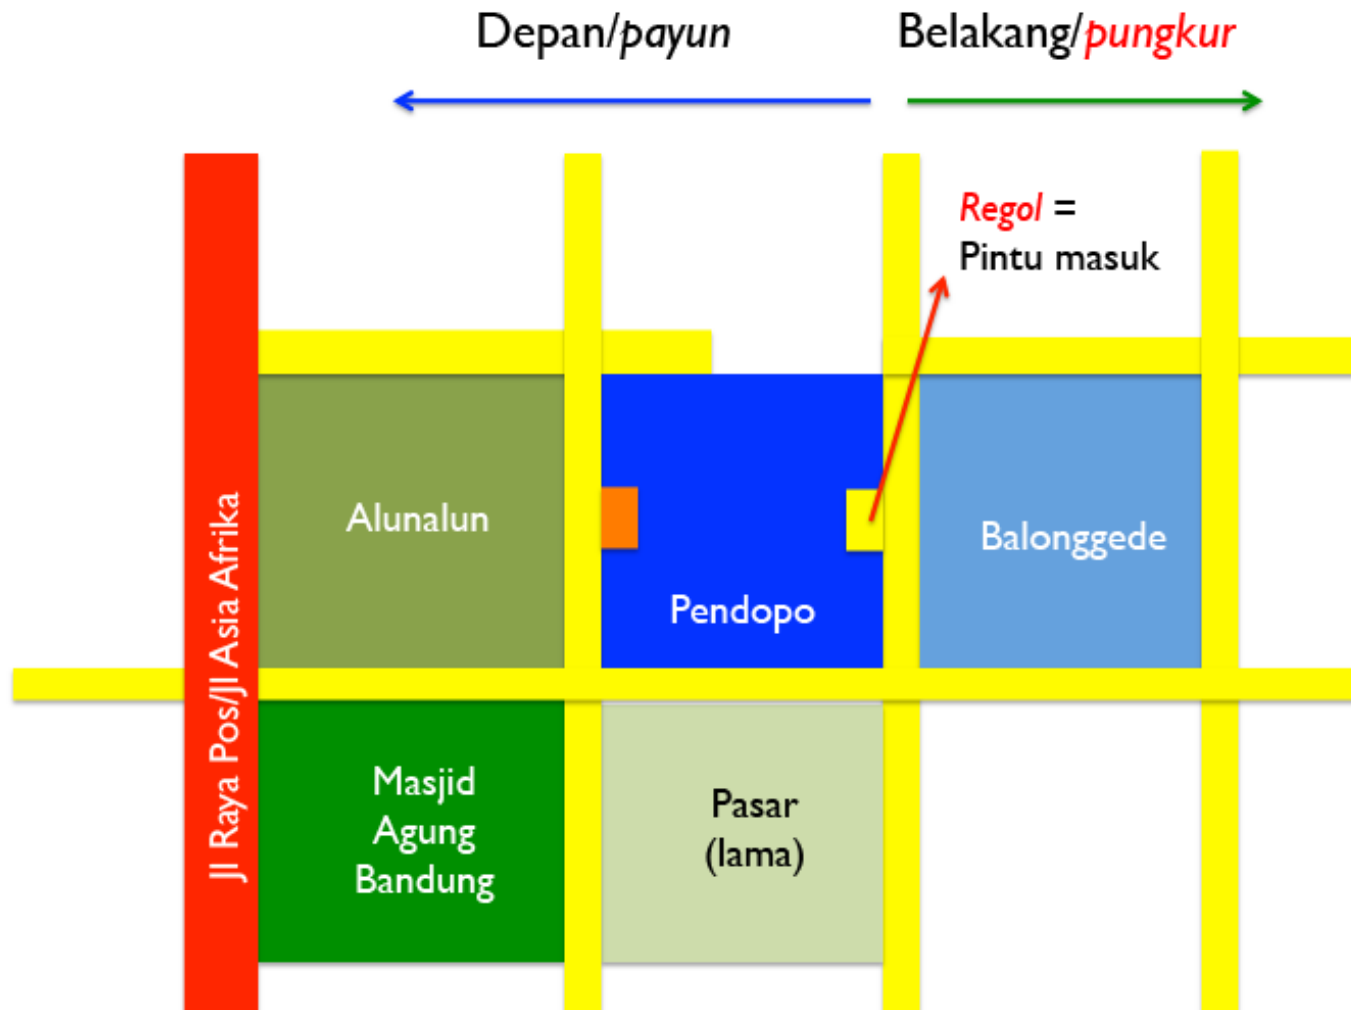 Depan/payun
Belakang/pungkur
Regol =
Pintu masuk
Alunalun
Pendopo
Balonggede
Jl Raya Pos/Jl Asia Afrika
Masjid
Agung
Bandung
Pasar
(lama)